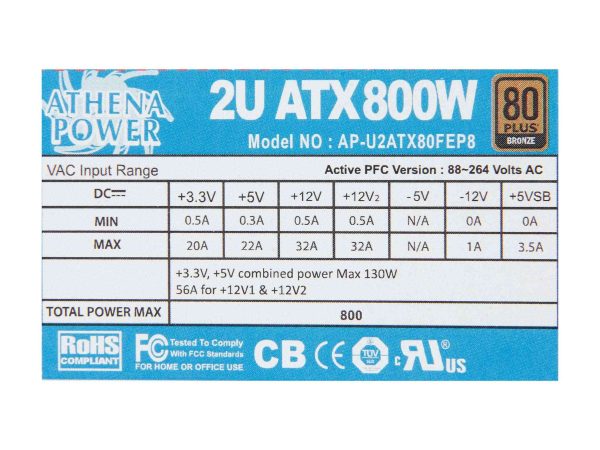 ATHENA POWER
2U ATX800W
Model NO : AP-U2ATX80FEP8
80 PLUS BRONZE
VAC Input Range Active PFC Version : 88~264 Volts AC
DC +3.3V +5V +12V +12V2 -5V -12V +5VSB
MIN 0.5A 0.3A 0.5A 0.5A N/A 0A 0A
MAX 20A 22A 32A 32A N/A 1A 3.5A
+3.3V, +5V combined power Max 130W
56A for +12V1 & +12V2
TOTAL POWER MAX 800
RoHS
COMPLIANT
FC Tested To Comply
With FCC Standards
FOR HOME OR OFFICE USE
CB CE TÜV c RU US